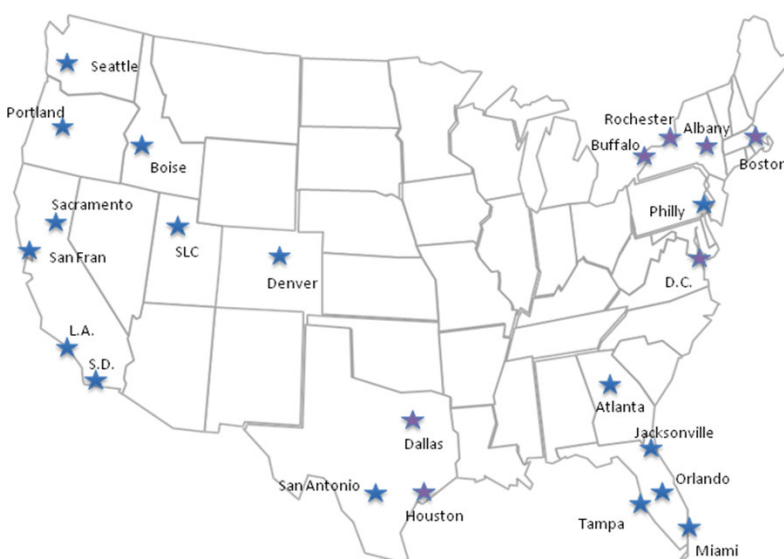 Seattle
Portland
Boise
Rochester
Albany
Buffalo
Boston
Sacramento
San Fran
SLC
Denver
Philly
D.C.
L.A.
S.D.
Atlanta
Dallas
Jacksonville
San Antonio
Houston
Orlando
Tampa
Miami